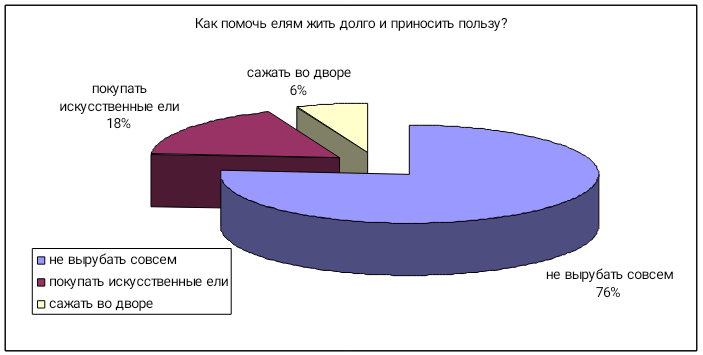 Как помочь елям жить долго и приносить пользу?
сажать во дворе
6%
покупать
искусственные ели
18%
не вырубать совсем
76%
не вырубать совсем
покупать искусственные ели
сажать во дворе